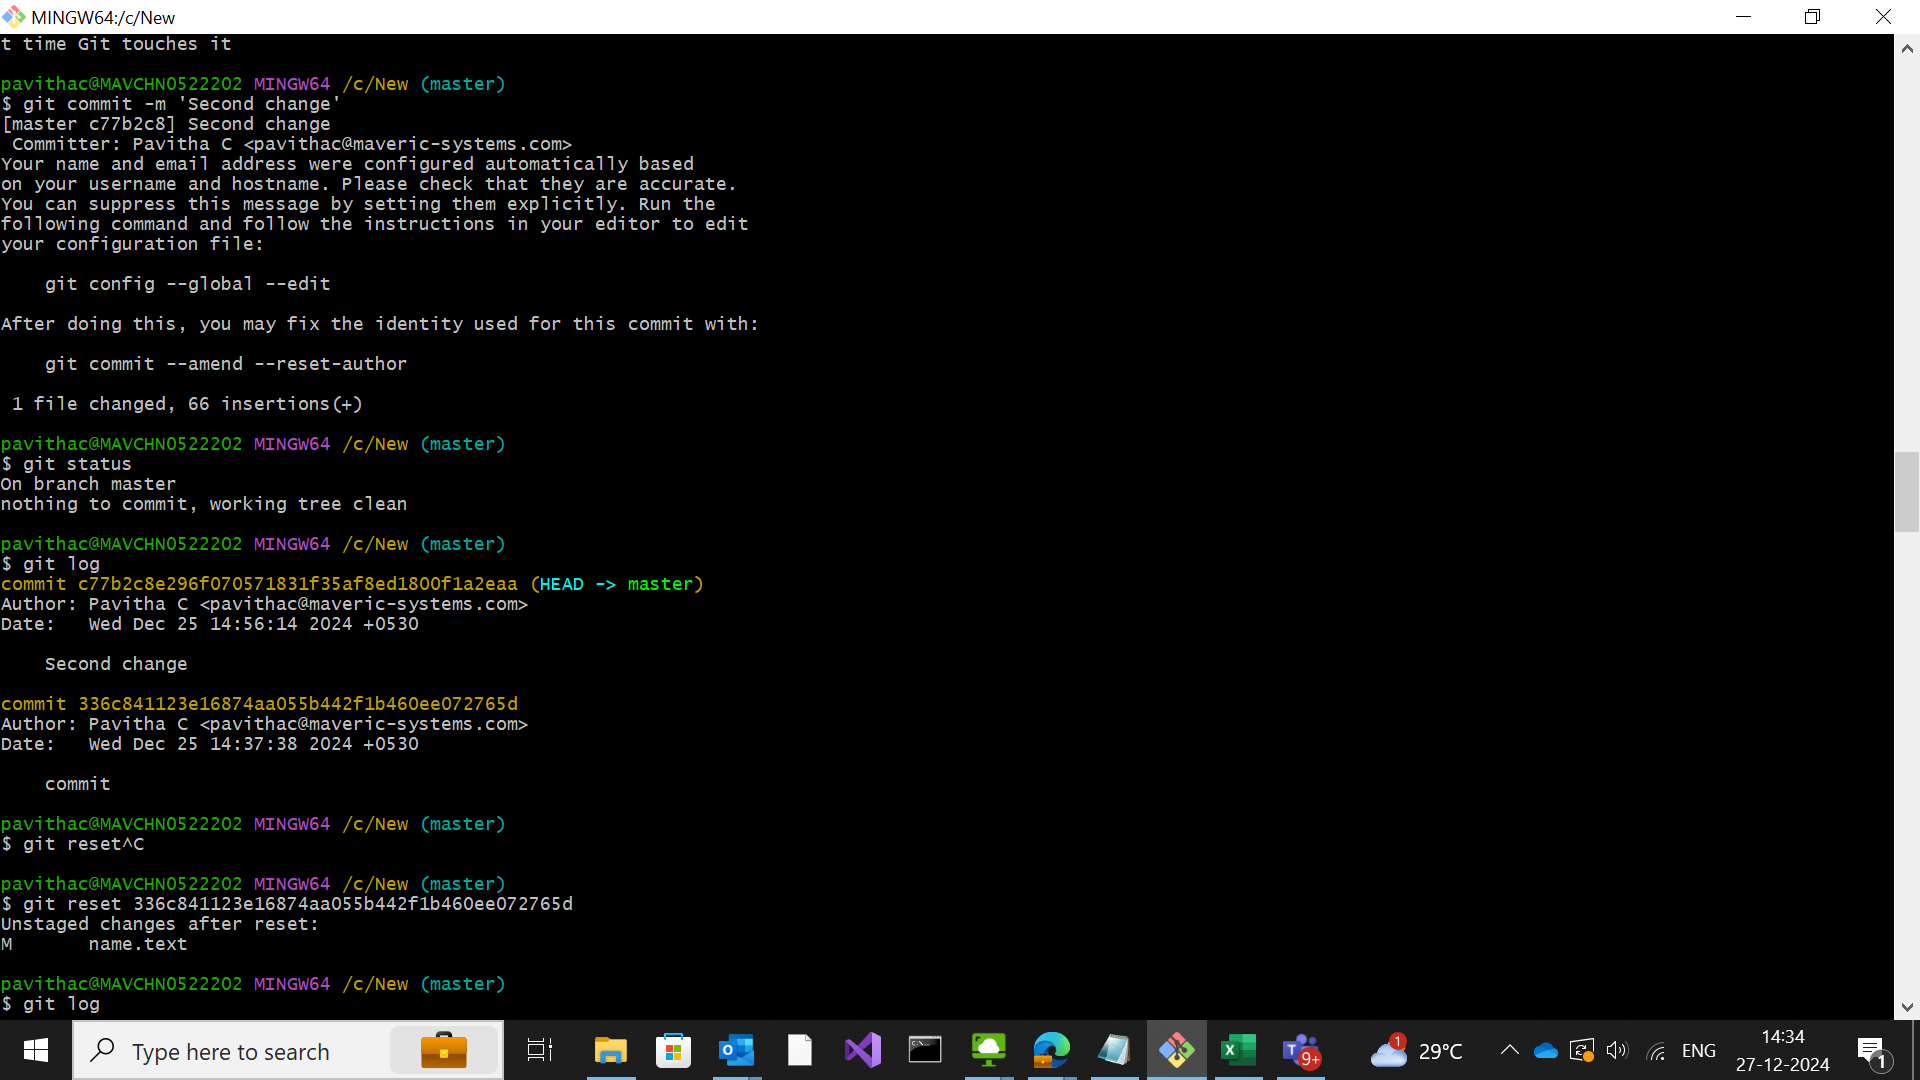 MINGW64:/c/New
t time Git touches it
pavithac@MAVCHN0522202 MINGW64 /c/New (master)
$ git commit -m 'Second change'
[master c77b2c8] Second change
 Committer: Pavitha C <pavithac@maveric-systems.com>
Your name and email address were configured automatically based
on your username and hostname. Please check that they are accurate.
You can suppress this message by setting them explicitly. Run the
following command and follow the instructions in your editor to edit
your configuration file:
    git config --global --edit
After doing this, you may fix the identity used for this commit with:
    git commit --amend --reset-author
 1 file changed, 66 insertions(+)
pavithac@MAVCHN0522202 MINGW64 /c/New (master)
$ git status
On branch master
nothing to commit, working tree clean
pavithac@MAVCHN0522202 MINGW64 /c/New (master)
$ git log
commit c77b2c8e296f070571831f35af8ed1800f1a2eaa (HEAD -> master)
Author: Pavitha C <pavithac@maveric-systems.com>
Date:   Wed Dec 25 14:56:14 2024 +0530
    Second change
commit 336c841123e16874aa055b442f1b460ee072765d
Author: Pavitha C <pavithac@maveric-systems.com>
Date:   Wed Dec 25 14:37:38 2024 +0530
    commit
pavithac@MAVCHN0522202 MINGW64 /c/New (master)
$ git reset^C
pavithac@MAVCHN0522202 MINGW64 /c/New (master)
$ git reset 336c841123e16874aa055b442f1b460ee072765d
Unstaged changes after reset:
M       name.text
pavithac@MAVCHN0522202 MINGW64 /c/New (master)
$ git log
Type here to search
9+
1
29°C
ENG
14:34
27-12-2024
1